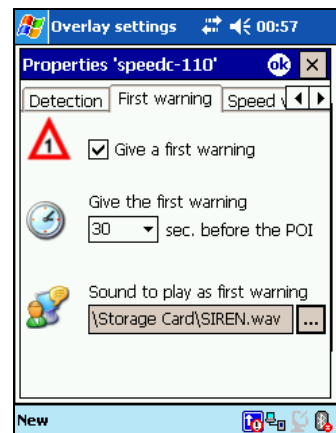 Overlay settings 00:57
Properties 'speedc-110' ok
Detection First warning Speed
1
Give a first warning
Give the first warning
30 sec. before the POI
Sound to play as first warning
\Storage Card\SIREN.wav ...
New